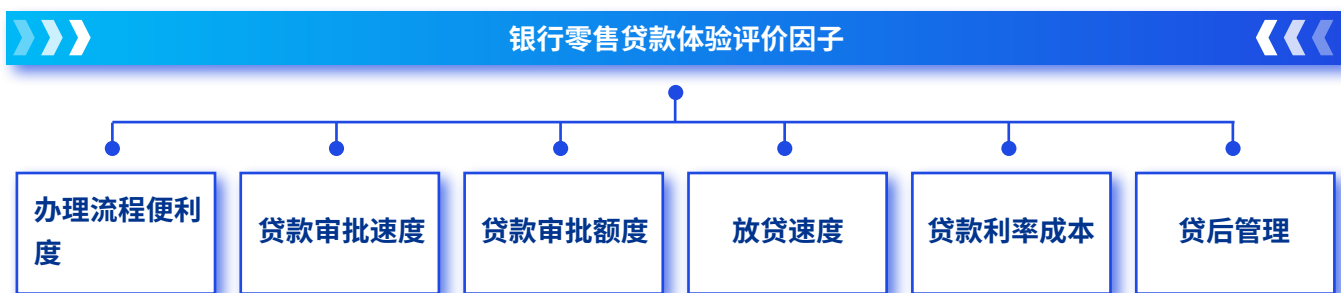 银行零售贷款体验评价因子
办理流程便利
度
贷款审批速度
贷款审批额度
放贷速度
贷款利率成本
贷后管理